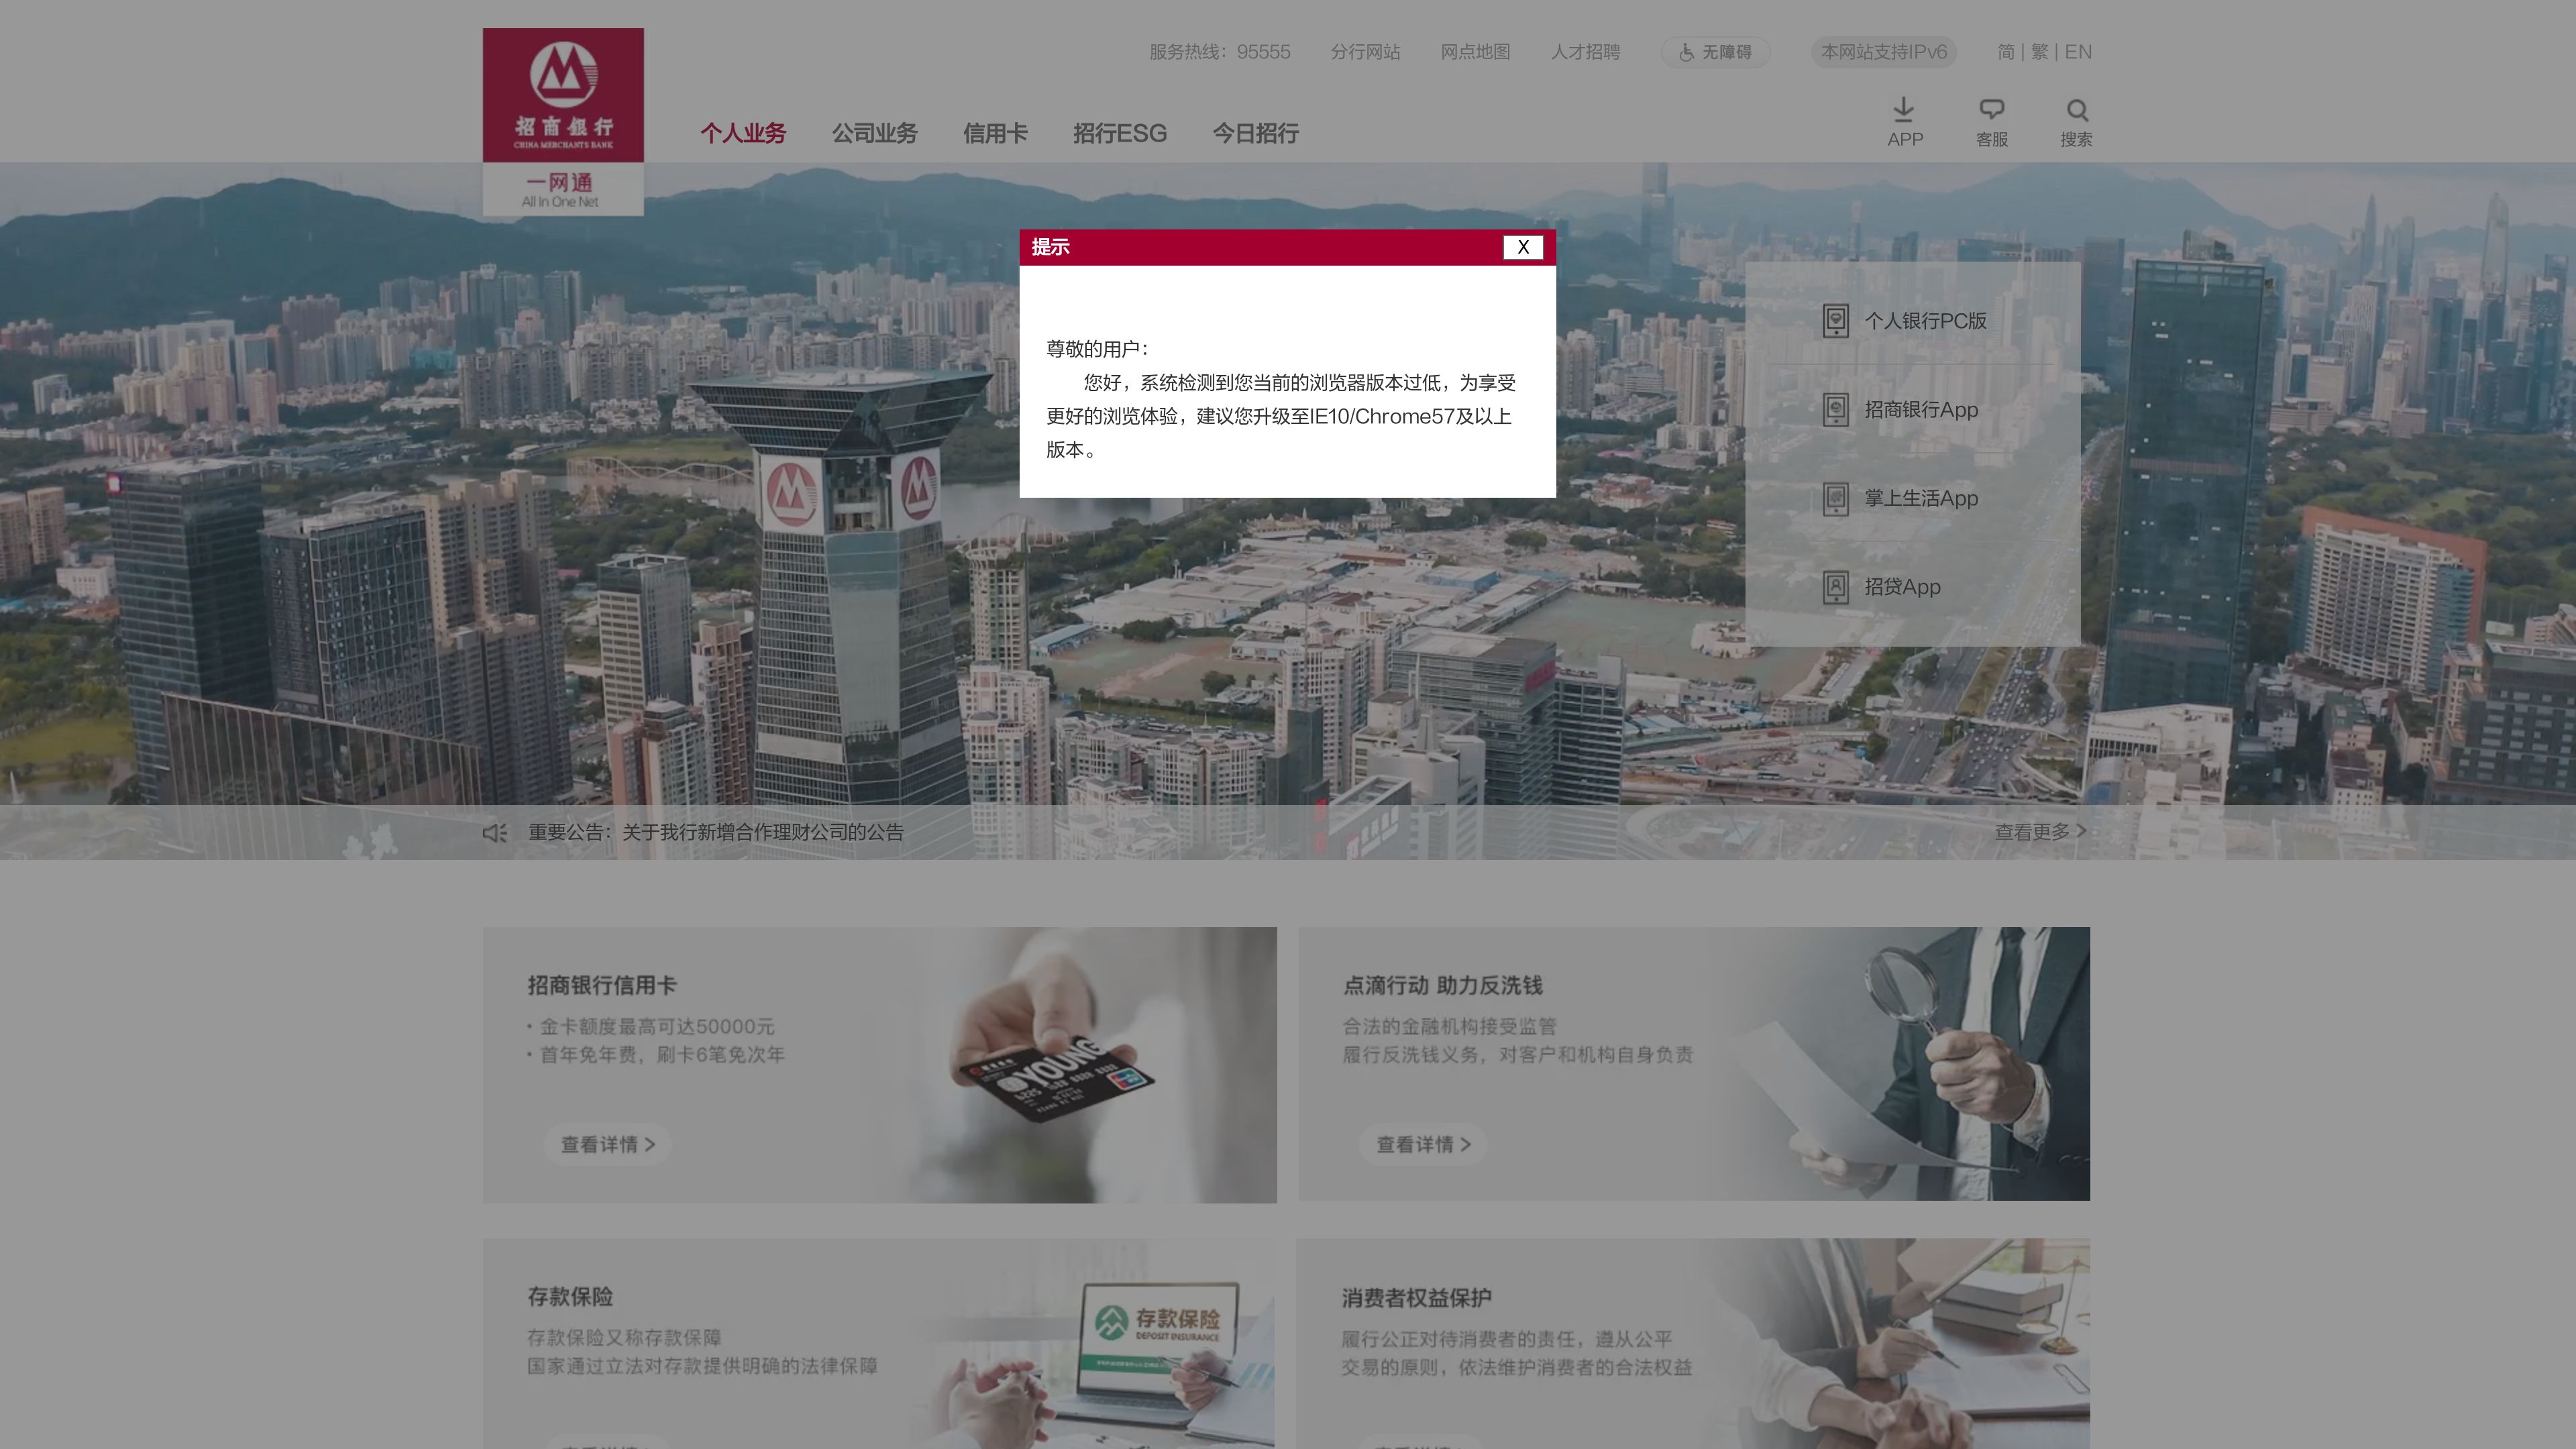 招商銀行
CHINA MERCHANTS BANK
一网通
All In One Net
服务热线：95555 分行网站 网点地图 人才招聘 无障碍 本网站支持IPv6 简 | 繁 | EN
个人业务 公司业务 信用卡 招行ESG 今日招行
APP 客服 搜索
提示 X
尊敬的用户：
您好，系统检测到您当前的浏览器版本过低，为享受
更好的浏览体验，建议您升级至IE10/Chrome57及以上
版本。
个人银行PC版
招商银行App
掌上生活App
招贷App
重要公告：关于我行新增合作理财公司的公告 查看更多 >
招商银行信用卡
· 金卡额度最高可达50000元
· 首年免年费，刷卡6笔免次年
查看详情 >
YOUNG
点滴行动 助力反洗钱
合法的金融机构接受监管
履行反洗钱义务，对客户和机构自身负责
查看详情 >
存款保险
存款保险又称存款保障
国家通过立法对存款提供明确的法律保障
存款保险
DEPOSIT INSURANCE
消费者权益保护
履行公正对待消费者的责任，遵从公平
交易的原则，依法维护消费者的合法权益